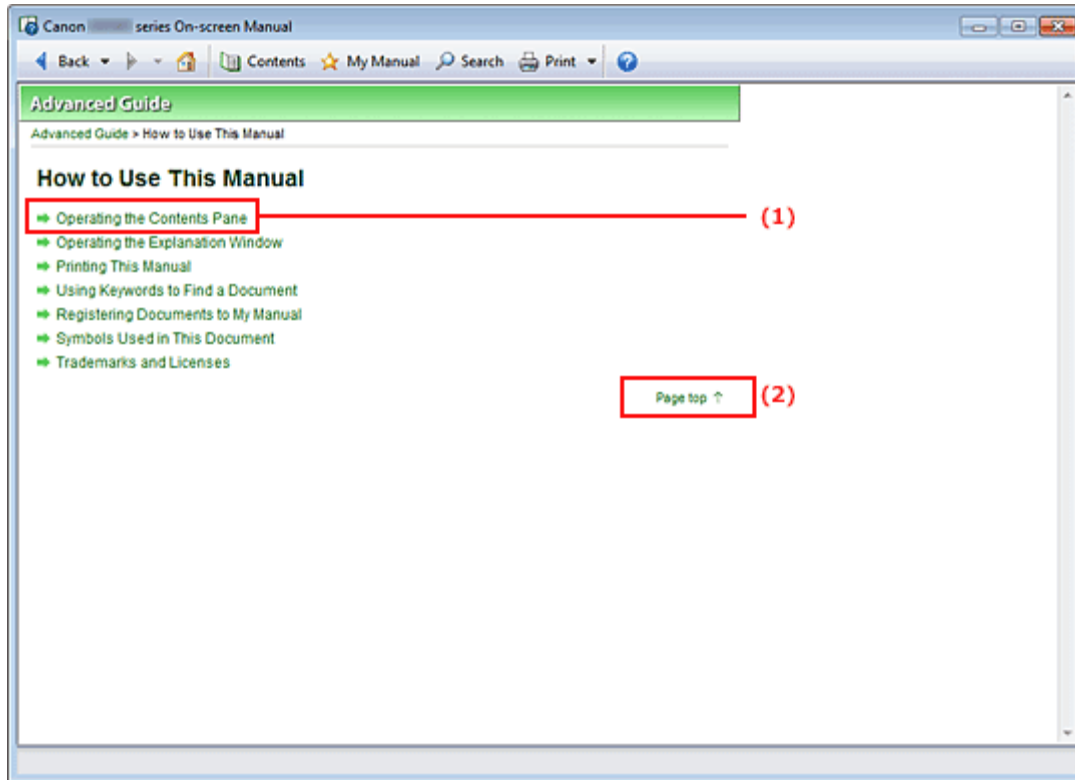 Canon series On-screen Manual
Back Contents My Manual Search Print
Advanced Guide
Advanced Guide > How to Use This Manual
How to Use This Manual
Operating the Contents Pane (1)
Operating the Explanation Window
Printing This Manual
Using Keywords to Find a Document
Registering Documents to My Manual
Symbols Used in This Document
Trademarks and Licenses
Page top ↑ (2)